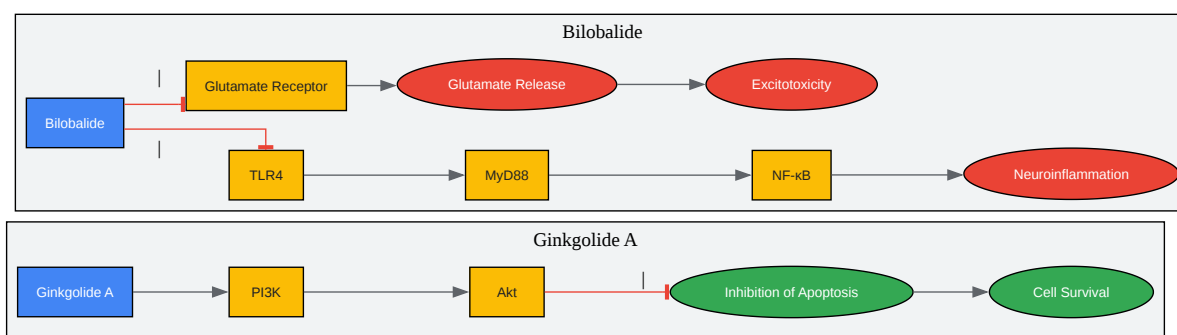 Bilobalide
|
Glutamate Receptor
Glutamate Release
Excitotoxicity
Bilobalide
|
TLR4
MyD88
NF-κB
Neuroinflammation
Ginkgolide A
|
Ginkgolide A
PI3K
Akt
Inhibition of Apoptosis
Cell Survival